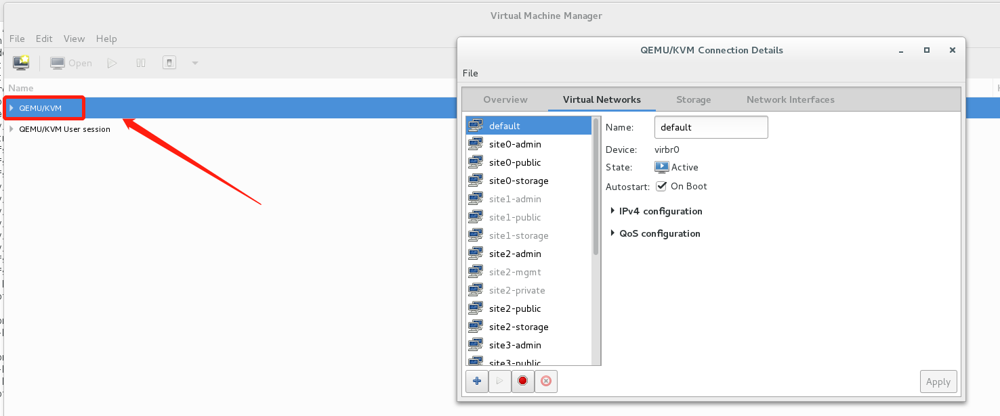 Virtual Machine Manager
File Edit View Help
Open
Name
QEMU/KVM
QEMU/KVM User session
QEMU/KVM Connection Details
File
Overview Virtual Networks Storage Network Interfaces
default
site0-admin
site0-public
site0-storage
site1-admin
site1-public
site1-storage
site2-admin
site2-mgmt
site2-private
site2-public
site2-storage
site3-admin
site3-public
Name: default
Device: virbr0
State: Active
Autostart: On Boot
IPv4 configuration
QoS configuration
Apply